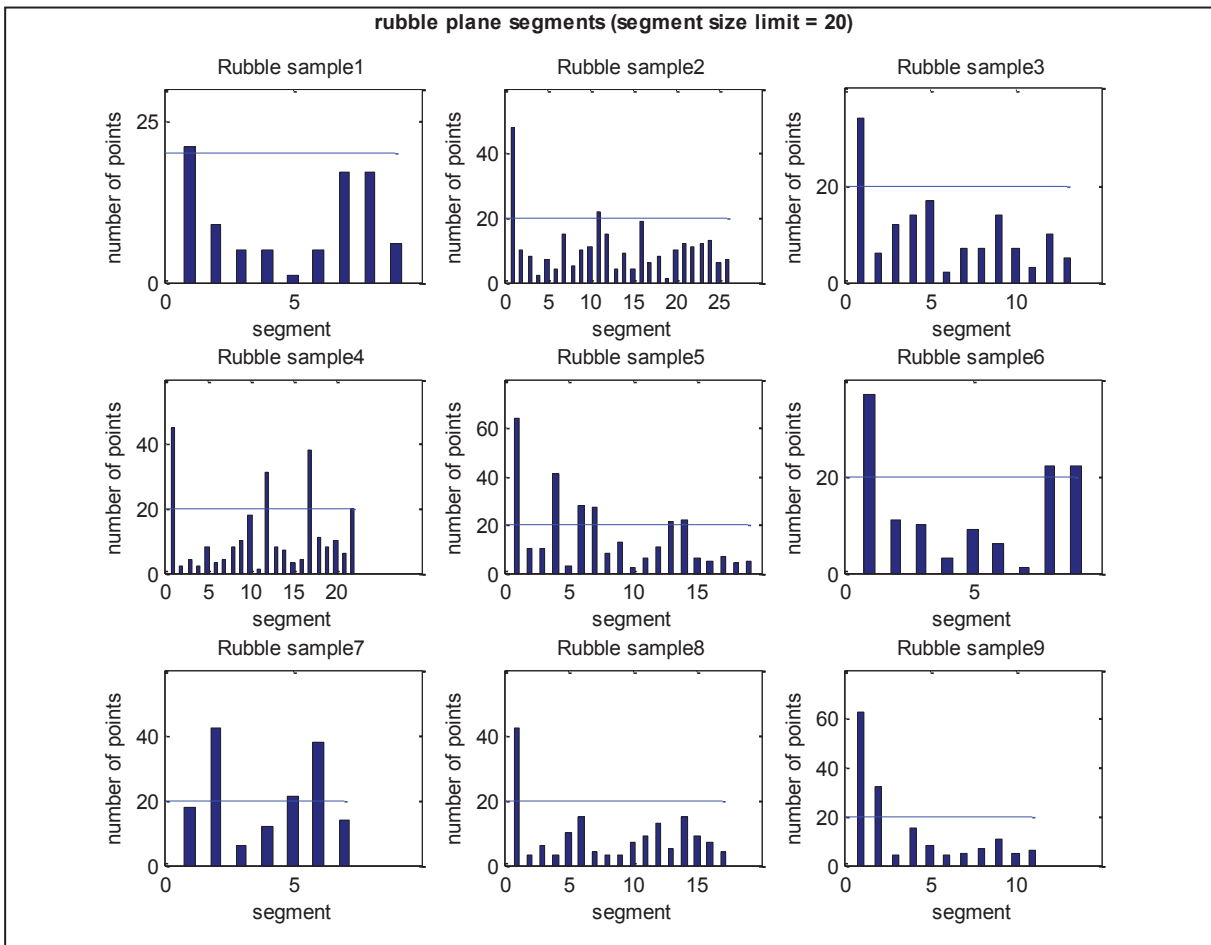 rubble plane segments (segment size limit = 20)
Rubble sample1
number of points
25
0
0 5
segment
Rubble sample2
number of points
40
20
0
0 5 10 15 20 25
segment
Rubble sample3
number of points
20
0
0 5 10
segment
Rubble sample4
number of points
40
20
0
0 5 10 15 20
segment
Rubble sample5
number of points
60
40
20
0
0 5 10 15
segment
Rubble sample6
number of points
20
0
0 5
segment
Rubble sample7
number of points
40
20
0
0 5
segment
Rubble sample8
number of points
40
20
0
0 5 10 15
segment
Rubble sample9
number of points
60
40
20
0
0 5 10
segment